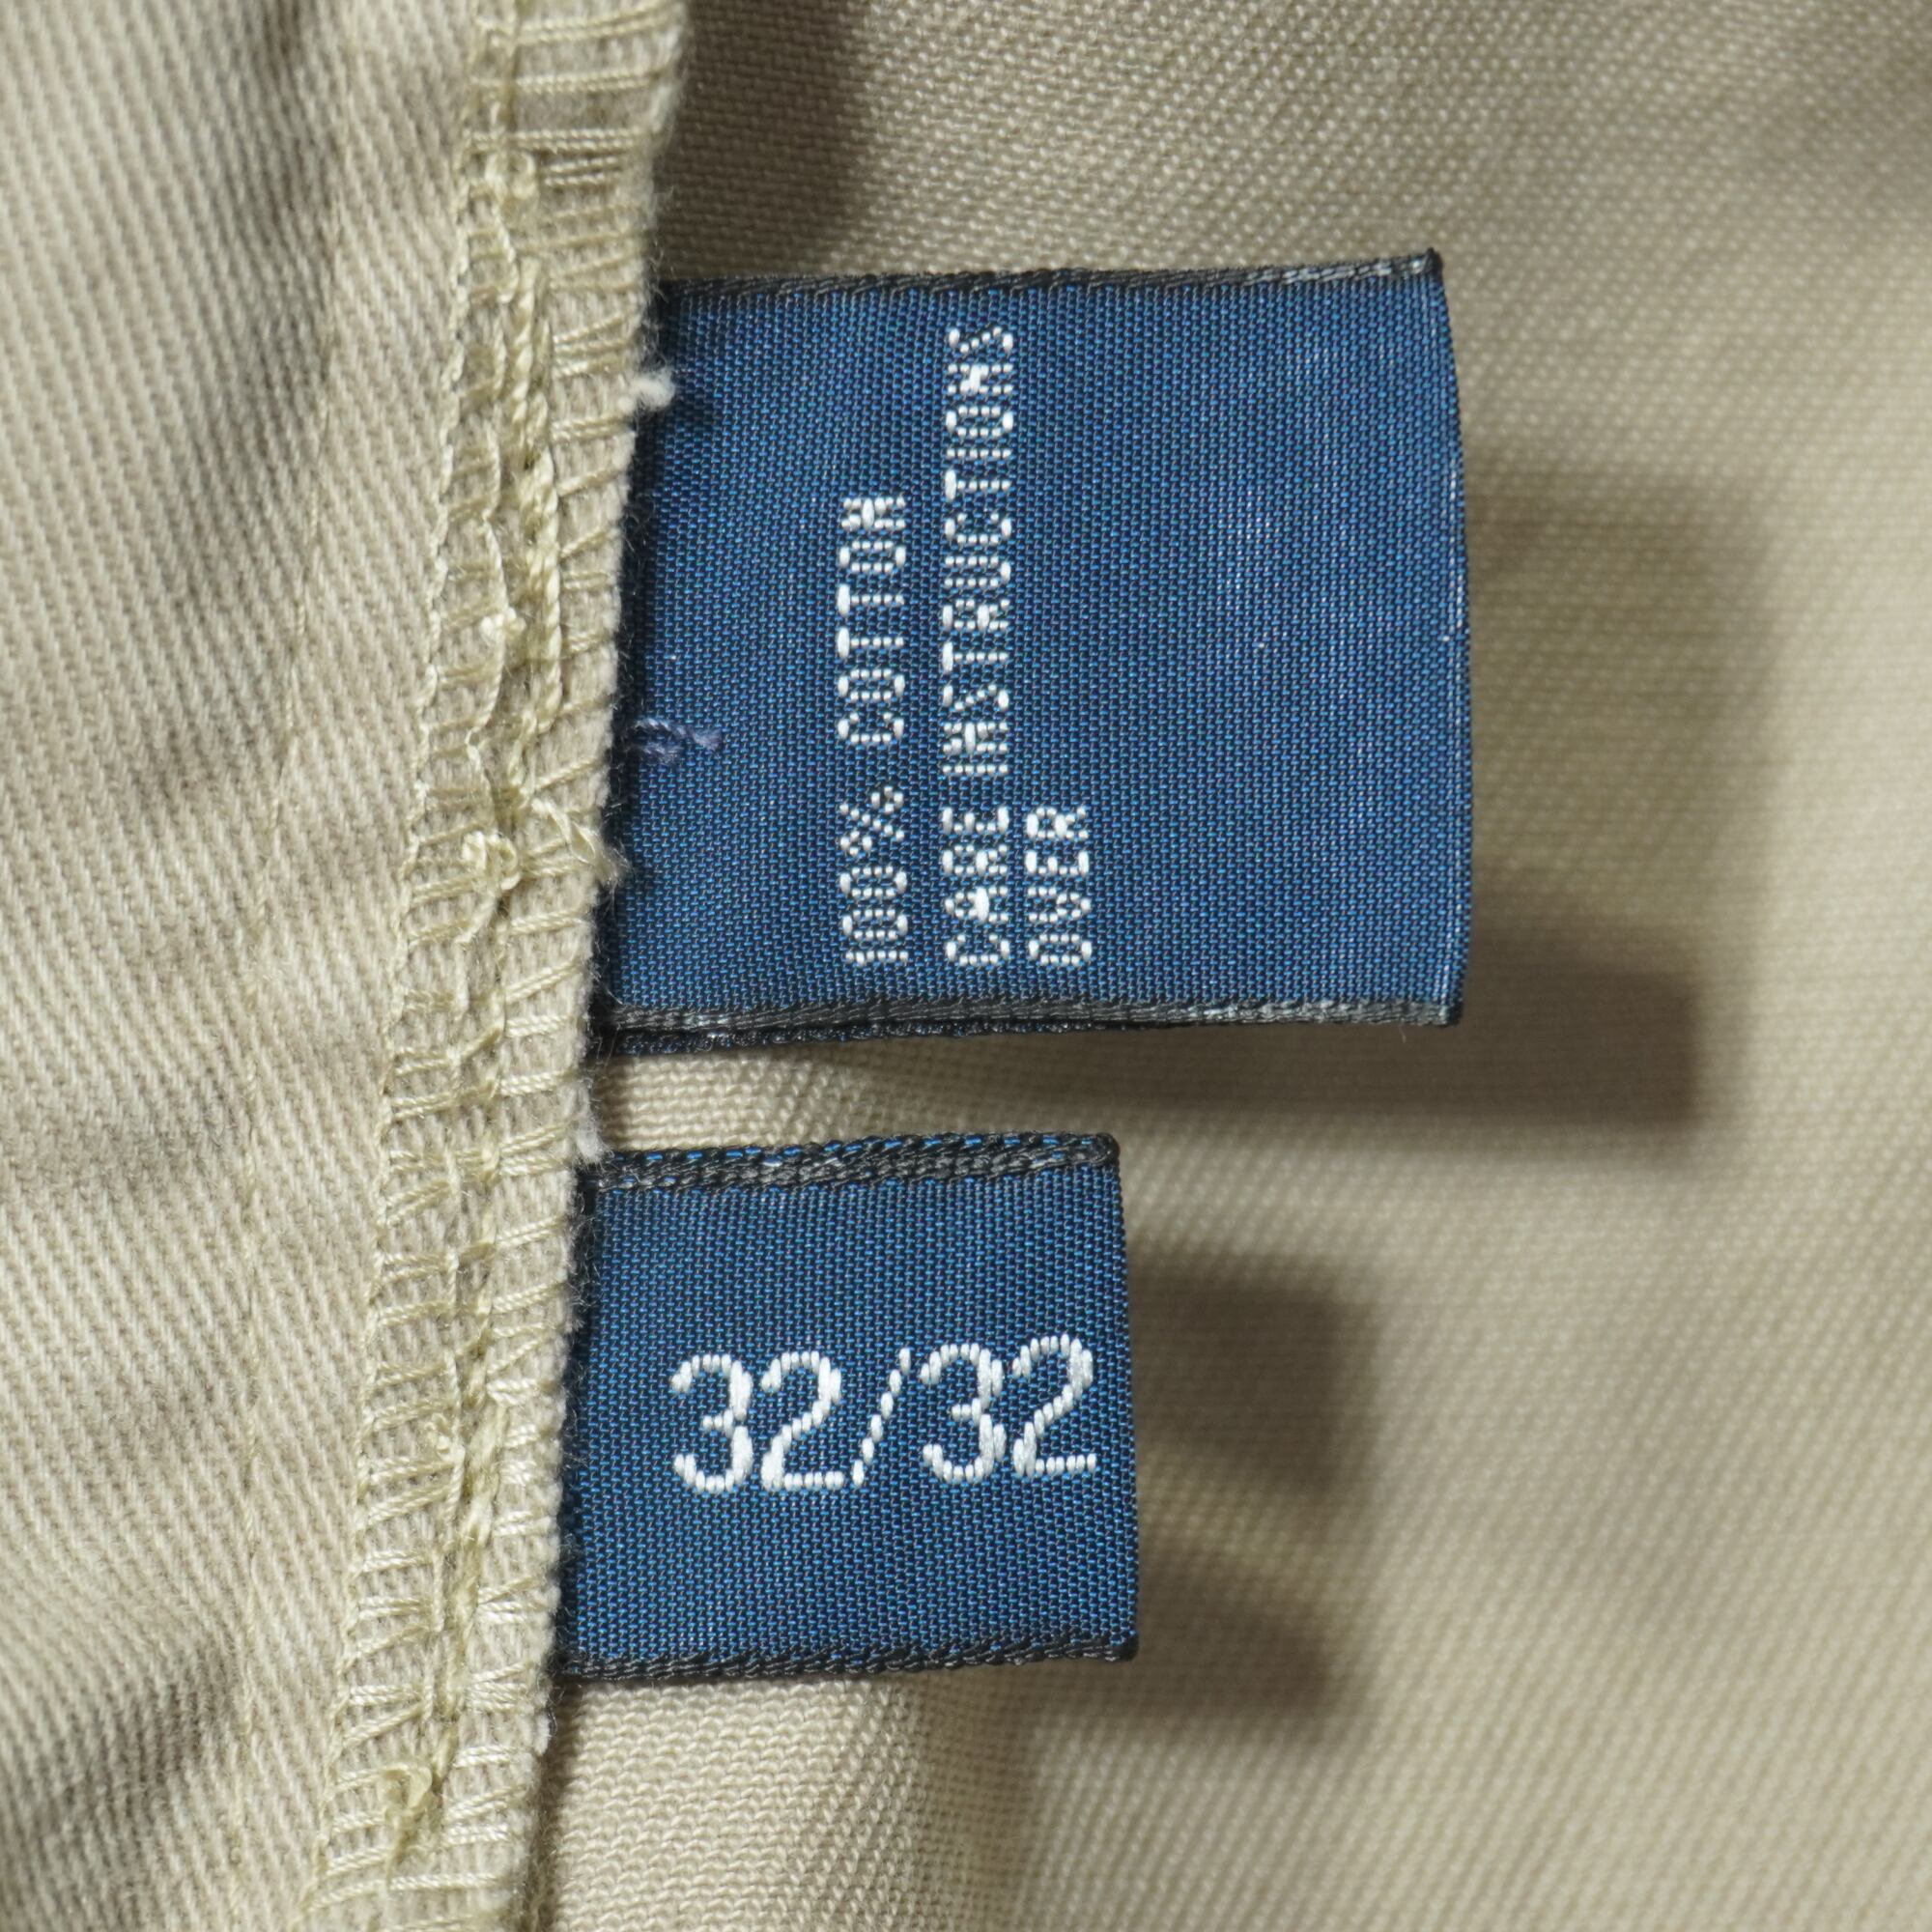 100% COTTON
CARE INSTRUCTIONS
OVER
32/32